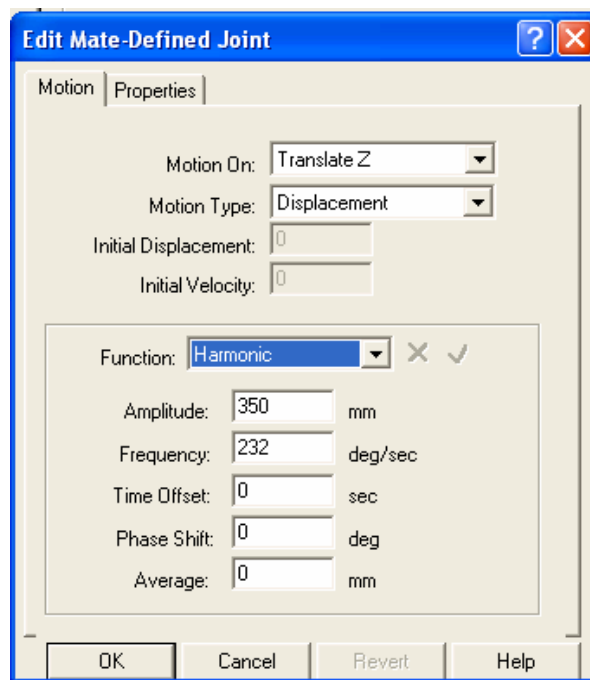 Edit Mate-Defined Joint
Motion Properties
Motion On: Translate Z
Motion Type: Displacement
Initial Displacement: 0
Initial Velocity: 0
Function: Harmonic
Amplitude: 350 mm
Frequency: 232 deg/sec
Time Offset: 0 sec
Phase Shift: 0 deg
Average: 0 mm
OK Cancel Revert Help